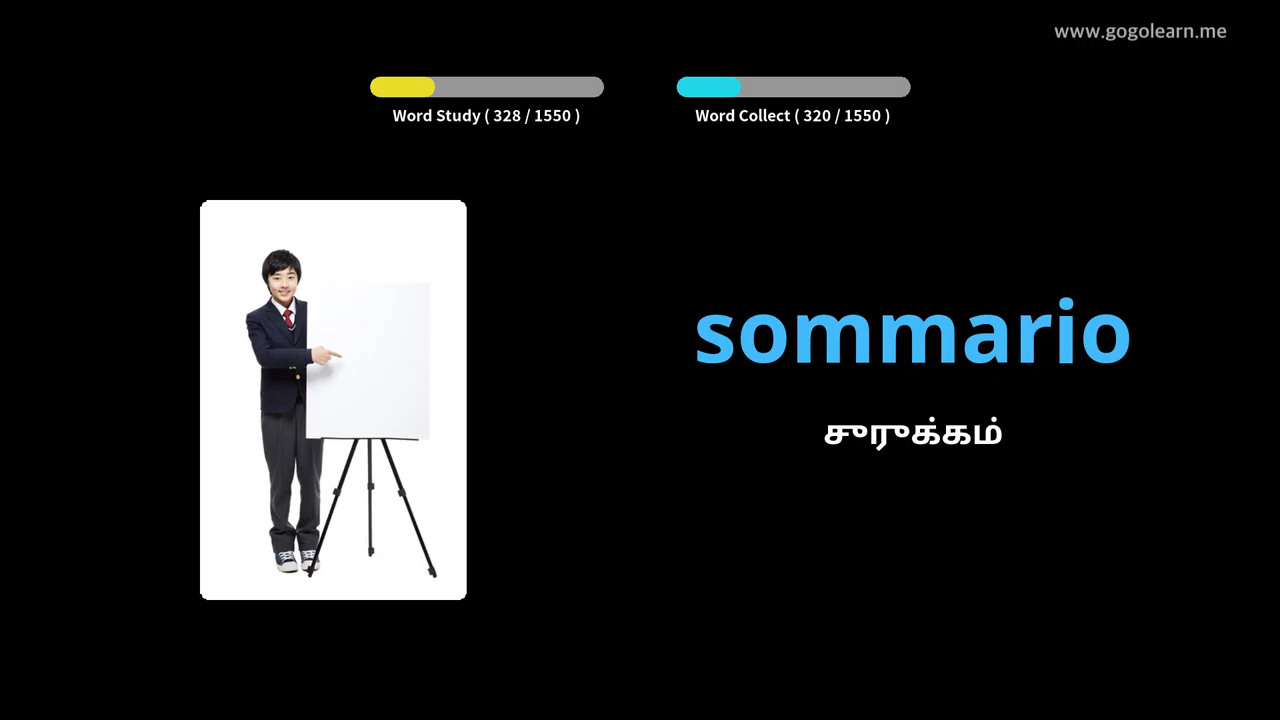 www.gogolearn.me
Word Study ( 328 / 1550 )
Word Collect ( 320 / 1550 )
sommario
சுருக்கம்